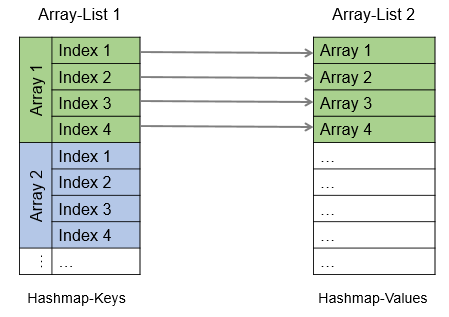 Array-List 1
Array-List 2
Array 1
Index 1
Index 2
Index 3
Index 4
Array 2
Index 1
Index 2
Index 3
Index 4
...
...
Array 1
Array 2
Array 3
Array 4
...
...
...
...
...
Hashmap-Keys
Hashmap-Values